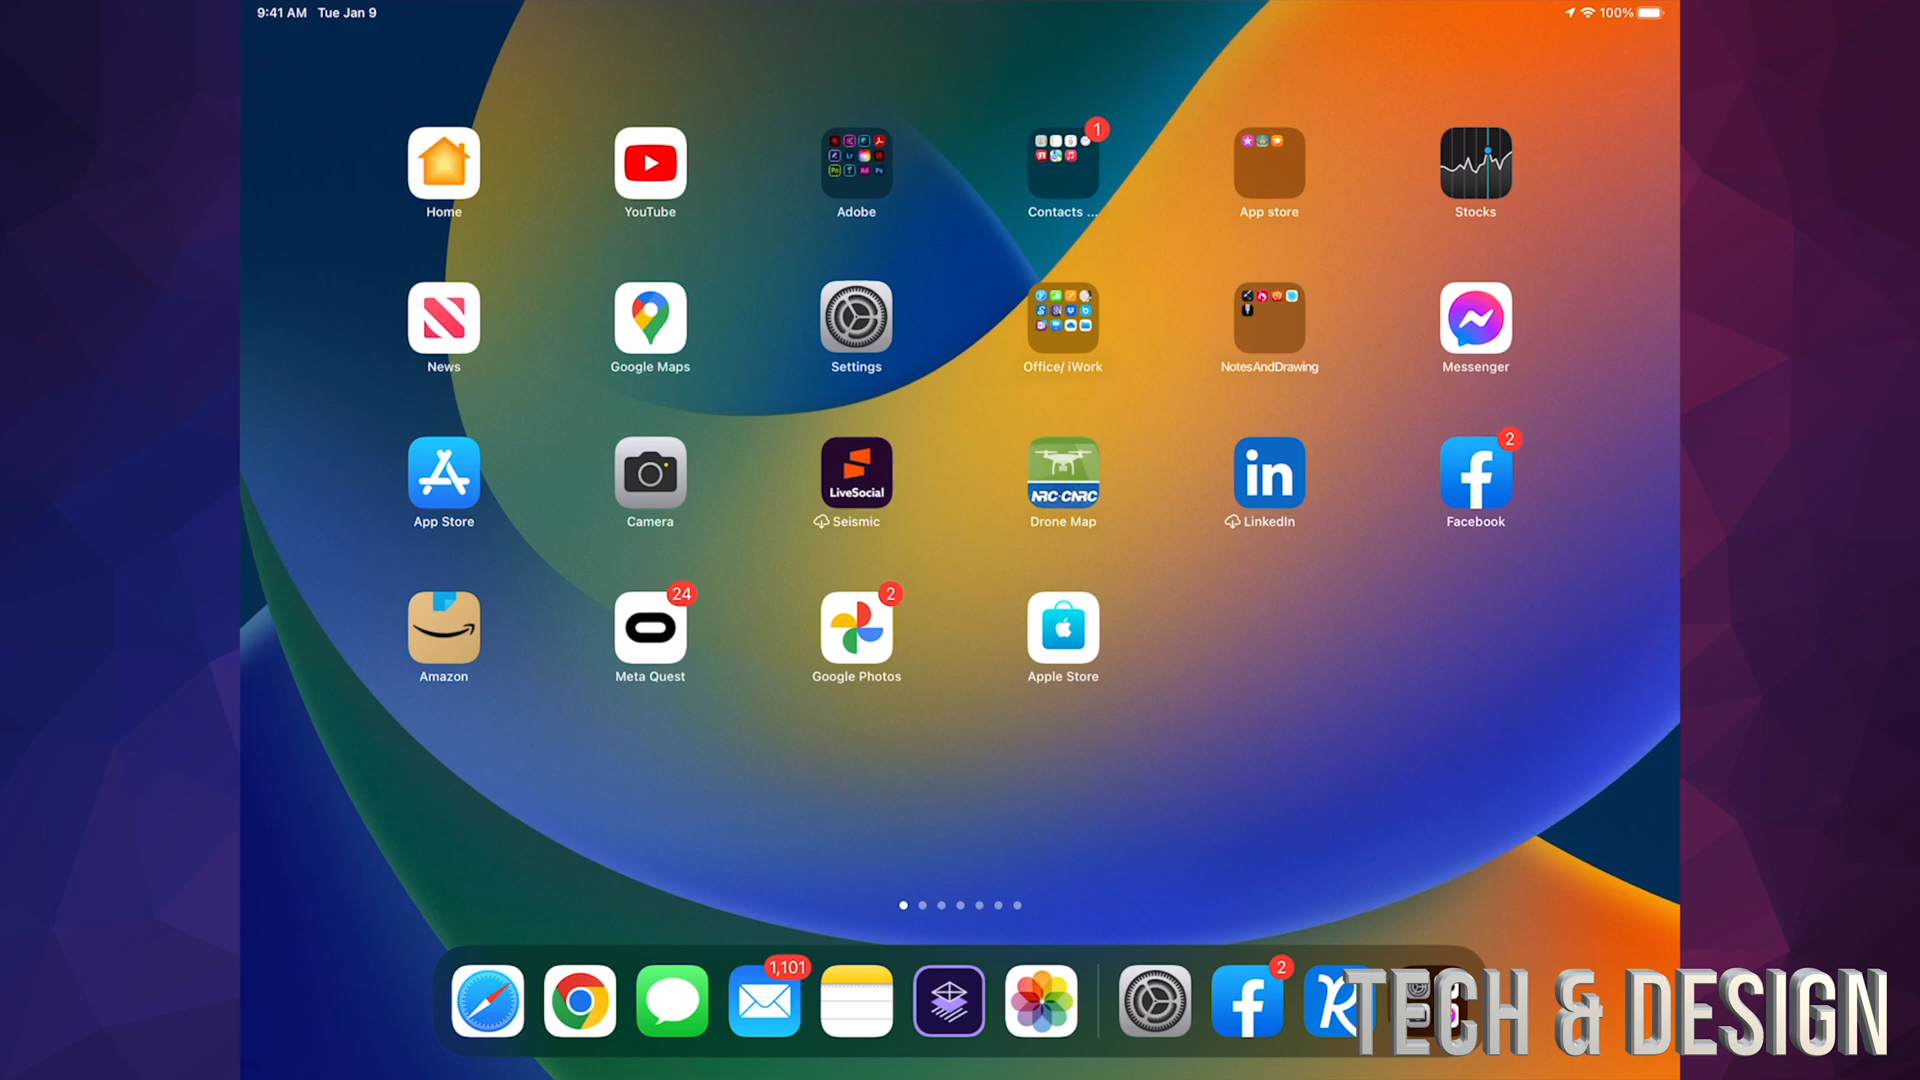 9:41 AM Tue Jan 9
100%
1
Home
YouTube
Adobe
Contacts ...
App store
Stocks
News
Google Maps
Settings
Office/ iWork
NotesAndDrawing
Messenger
LiveSocial
NRC·CNRC
in
2
App Store
Camera
Seismic
Drone Map
LinkedIn
Facebook
24
2
Amazon
Meta Quest
Google Photos
Apple Store
1,101
2
TECH & DESIGN